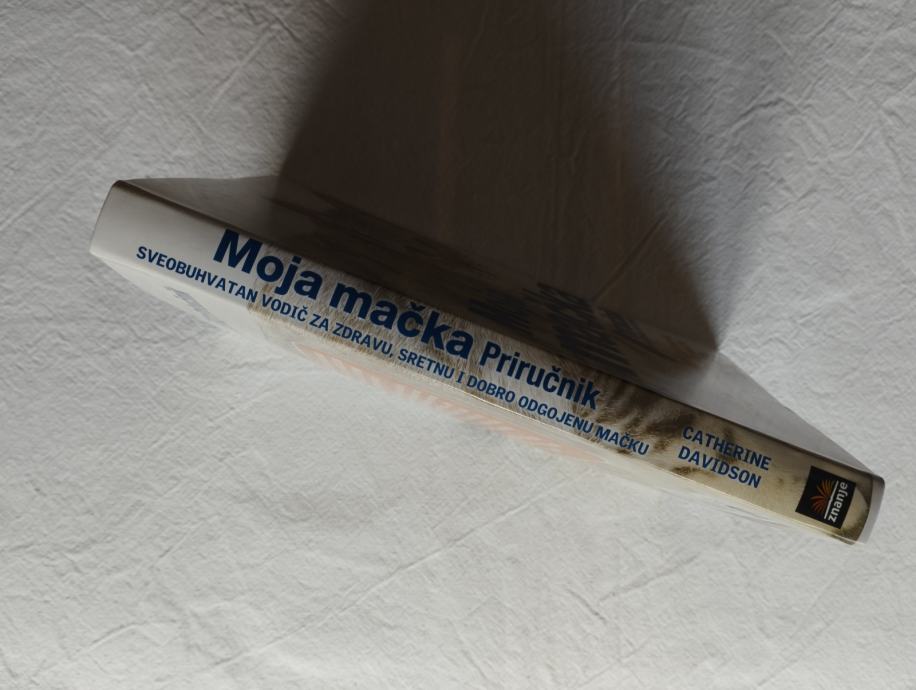 Moja mačka Priručnik
SVEOBUHVATAN VODIČ ZA ZDRAVU, SRETNU I DOBRO ODGOJENU MAČKU
CATHERINE
DAVIDSON
znanje